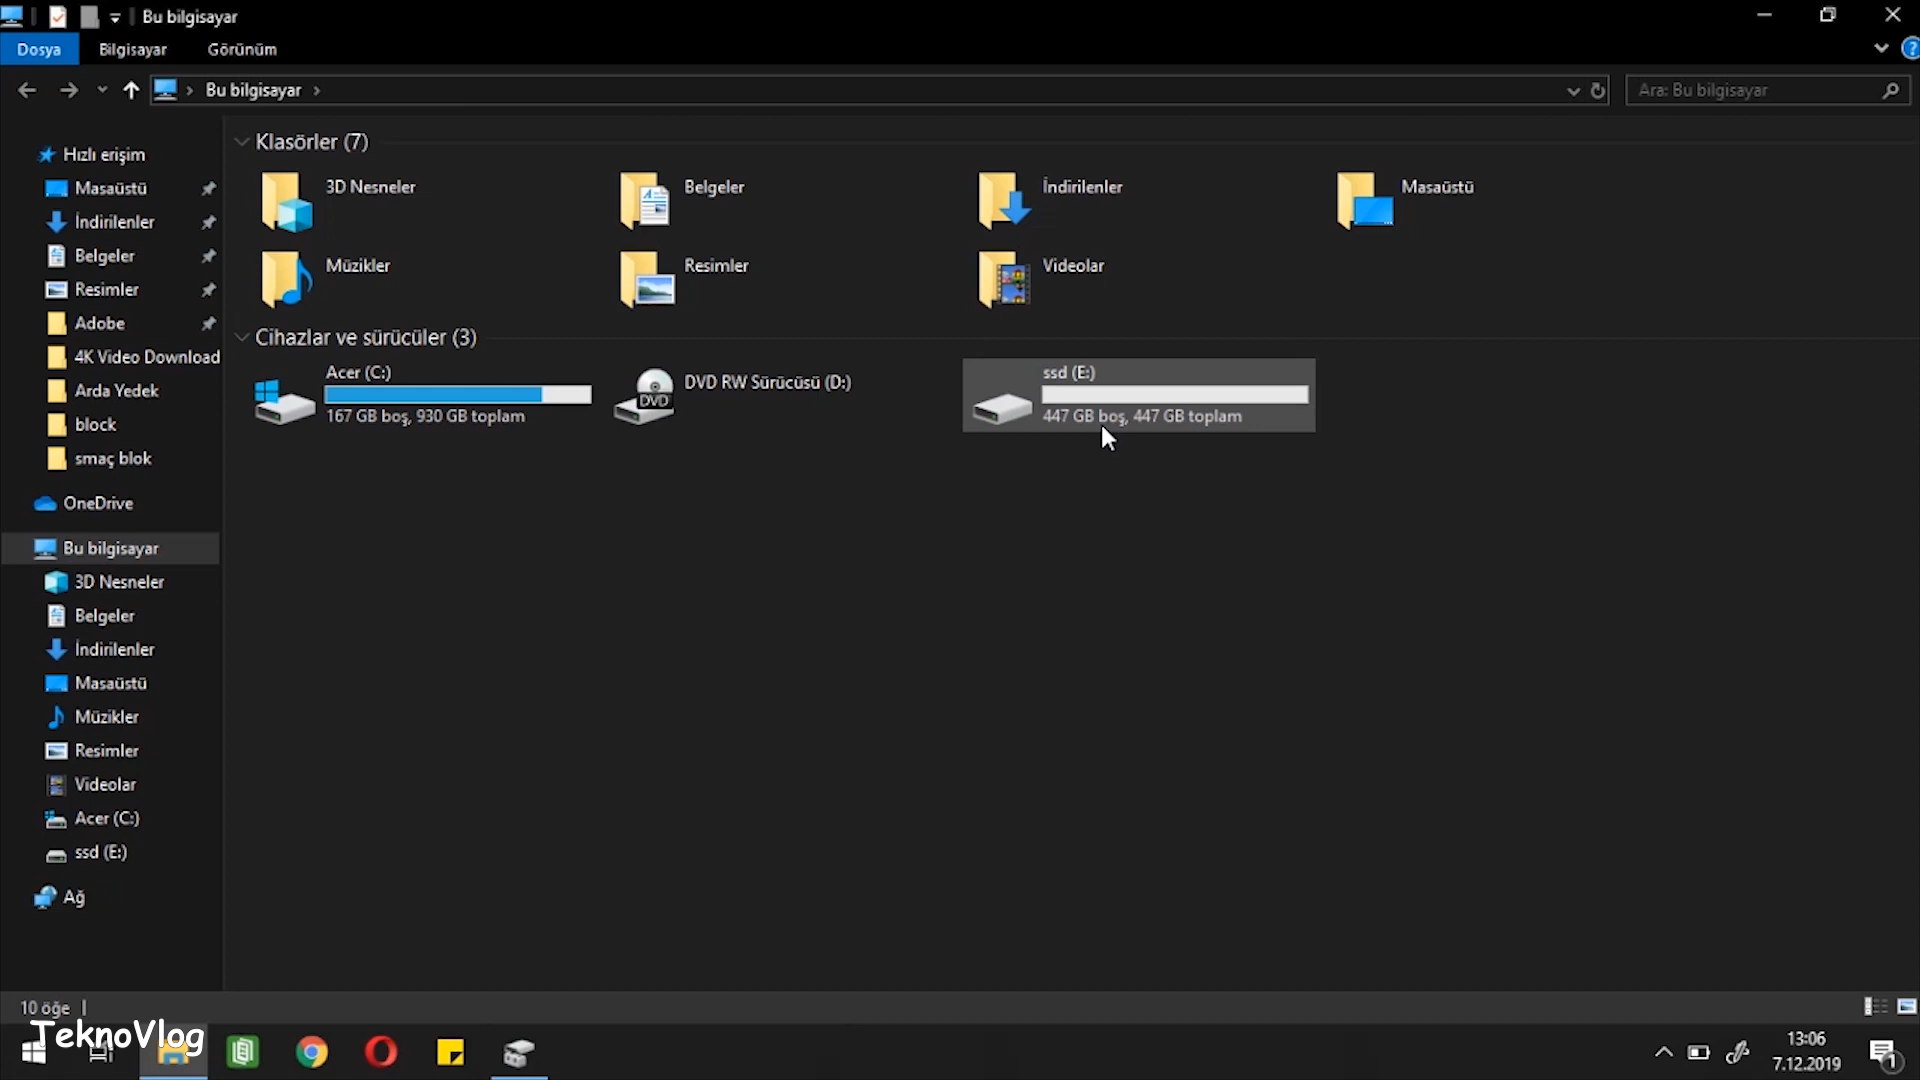 Bu bilgisayar
Dosya Bilgisayar Görünüm
Bu bilgisayar
Ara: Bu bilgisayar
Hızlı erişim
Masaüstü
İndirilenler
Belgeler
Resimler
Adobe
4K Video Download
Arda Yedek
block
smaç blok
OneDrive
Bu bilgisayar
3D Nesneler
Belgeler
İndirilenler
Masaüstü
Müzikler
Resimler
Videolar
Acer (C:)
ssd (E:)
Ağ
Klasörler (7)
3D Nesneler
Belgeler
İndirilenler
Masaüstü
Müzikler
Resimler
Videolar
Cihazlar ve sürücüler (3)
Acer (C:)
167 GB boş, 930 GB toplam
DVD
DVD RW Sürücüsü (D:)
ssd (E:)
447 GB boş, 447 GB toplam
10 öğe
TeknoVlog
13:06
7.12.2019
1